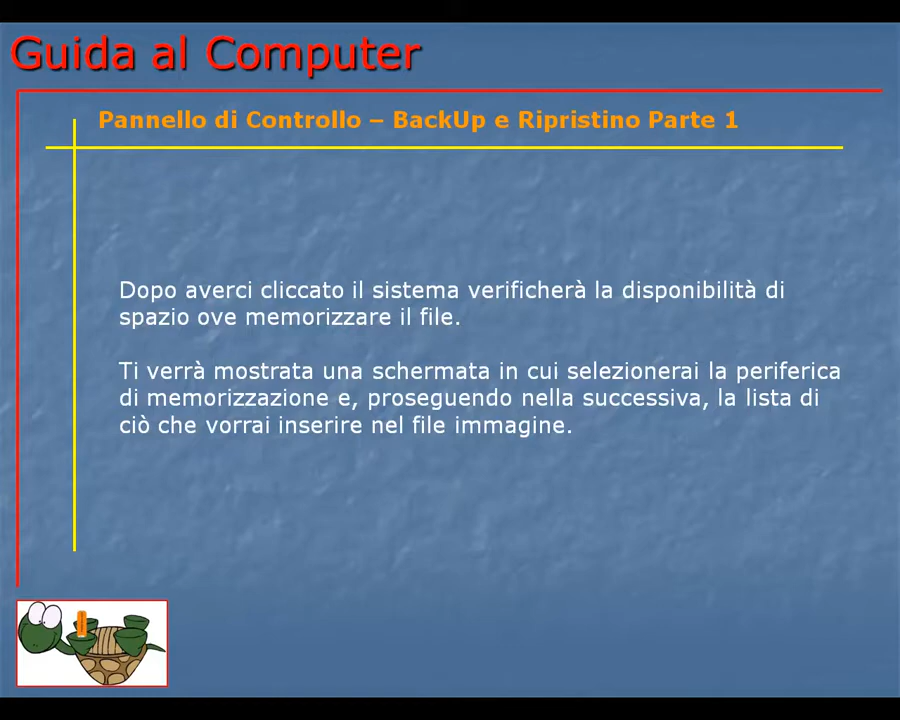 Guida al Computer
Pannello di Controllo – BackUp e Ripristino Parte 1
Dopo averci cliccato il sistema verificherà la disponibilità di
spazio ove memorizzare il file.
Ti verrà mostrata una schermata in cui selezionerai la periferica
di memorizzazione e, proseguendo nella successiva, la lista di
ciò che vorrai inserire nel file immagine.